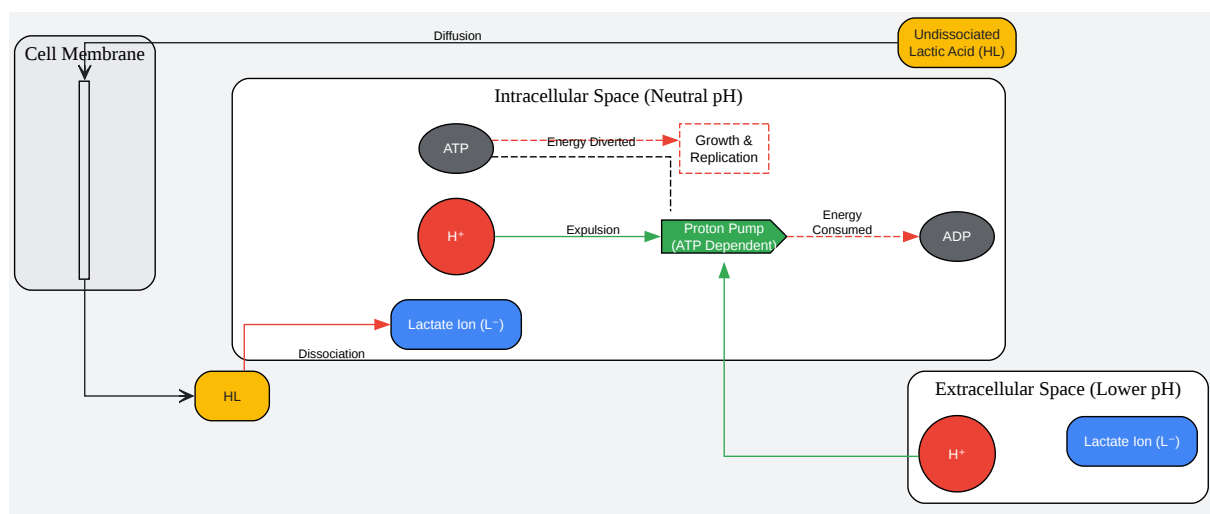 Undissociated
Lactic Acid (HL)
Diffusion
Cell Membrane
Intracellular Space (Neutral pH)
ATP
Energy Diverted
Growth &
Replication
H⁺
Expulsion
Proton Pump
(ATP Dependent)
Energy
Consumed
ADP
Lactate Ion (L⁻)
Dissociation
HL
Extracellular Space (Lower pH)
H⁺
Lactate Ion (L⁻)